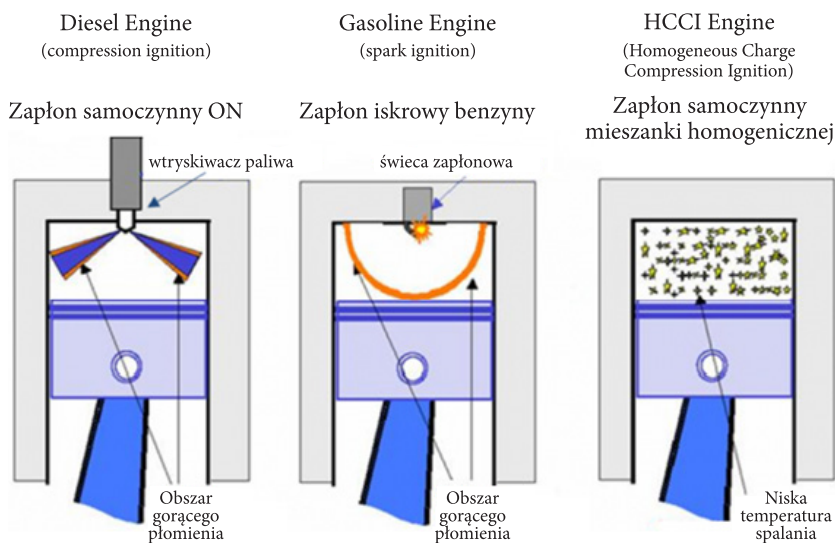 Diesel Engine
(compression ignition)
Zapłon samoczynny ON
wtryskiwacz paliwa
Obszar
gorącego
płomienia
Gasoline Engine
(spark ignition)
Zapłon iskrowy benzyny
świeca zapłonowa
Obszar
gorącego
płomienia
HCCI Engine
(Homogeneous Charge
Compression Ignition)
Zapłon samoczynny
mieszanki homogenicznej
Niska
temperatura
spalania